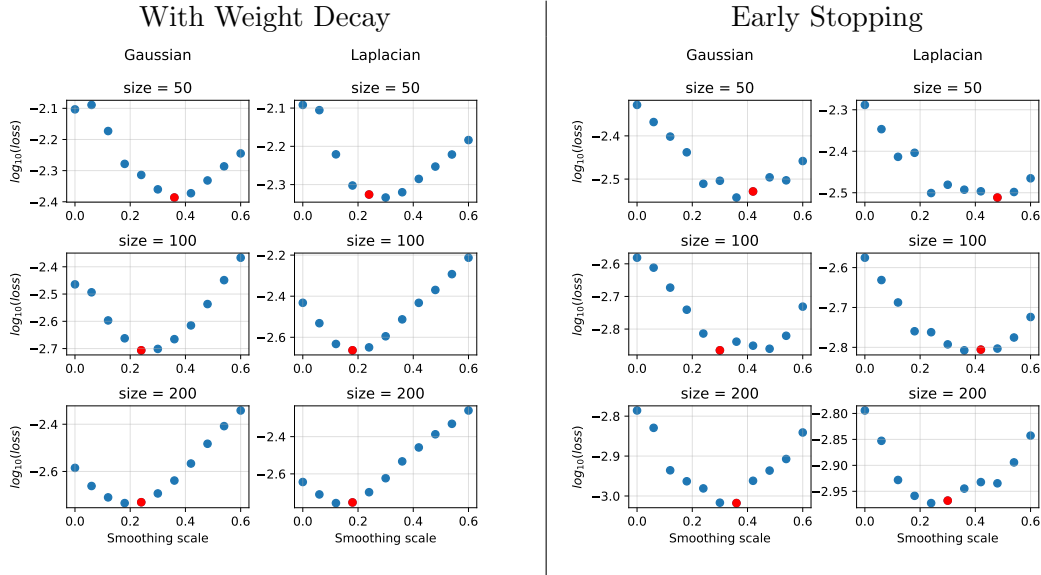 With Weight Decay
Early Stopping
Gaussian
Laplacian
Gaussian
Laplacian
size = 50
size = 50
size = 50
size = 50
log10(loss)
−2.1
−2.2
−2.3
−2.4
0.0 0.2 0.4 0.6
−2.1
−2.2
−2.3
0.0 0.2 0.4 0.6
log10(loss)
−2.4
−2.5
0.0 0.2 0.4 0.6
−2.3
−2.4
−2.5
0.0 0.2 0.4 0.6
size = 100
size = 100
size = 100
size = 100
log10(loss)
−2.4
−2.5
−2.6
−2.7
0.0 0.2 0.4 0.6
−2.2
−2.4
−2.6
0.0 0.2 0.4 0.6
log10(loss)
−2.6
−2.8
0.0 0.2 0.4 0.6
−2.6
−2.7
−2.8
0.0 0.2 0.4 0.6
size = 200
size = 200
size = 200
size = 200
log10(loss)
−2.4
−2.6
0.0 0.2 0.4 0.6
Smoothing scale
−2.4
−2.6
0.0 0.2 0.4 0.6
Smoothing scale
log10(loss)
−2.8
−2.9
−3.0
0.0 0.2 0.4 0.6
Smoothing scale
−2.80
−2.85
−2.90
−2.95
0.0 0.2 0.4 0.6
Smoothing scale